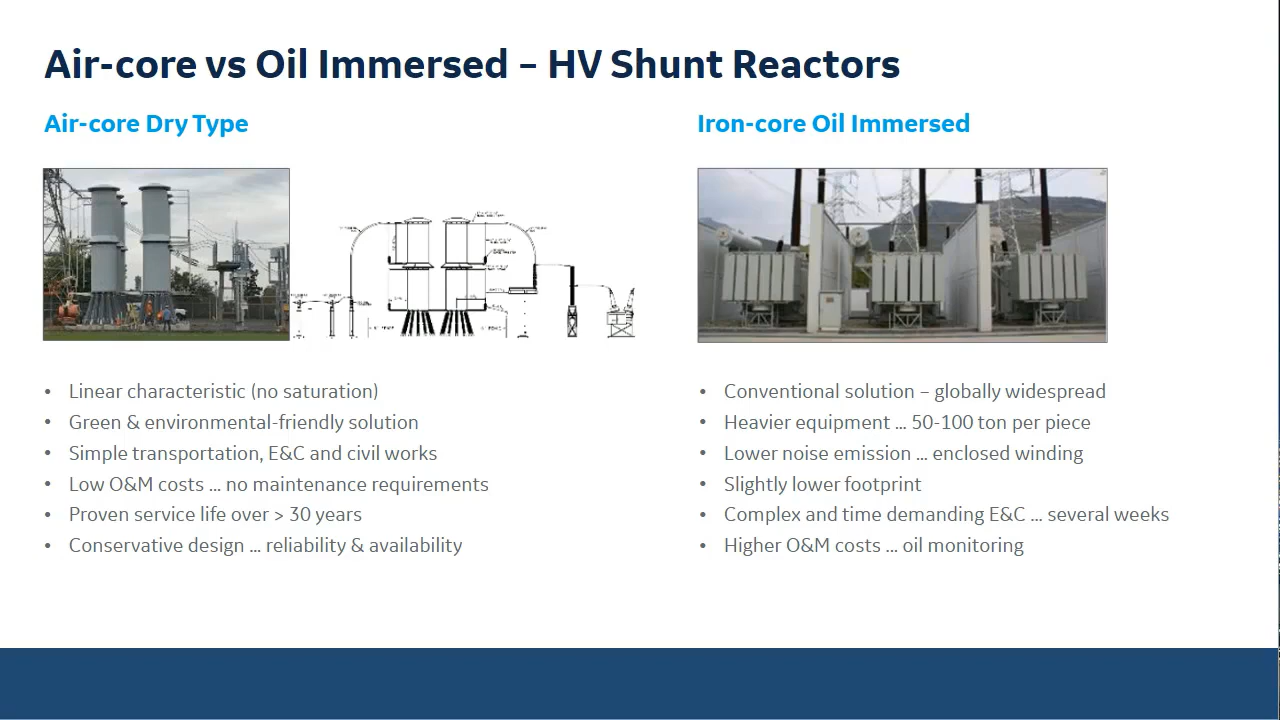 Air-core vs Oil Immersed – HV Shunt Reactors
Air-core Dry Type
• Linear characteristic (no saturation)
• Green & environmental-friendly solution
• Simple transportation, E&C and civil works
• Low O&M costs ... no maintenance requirements
• Proven service life over > 30 years
• Conservative design ... reliability & availability
Iron-core Oil Immersed
• Conventional solution – globally widespread
• Heavier equipment ... 50-100 ton per piece
• Lower noise emission ... enclosed winding
• Slightly lower footprint
• Complex and time demanding E&C ... several weeks
• Higher O&M costs ... oil monitoring